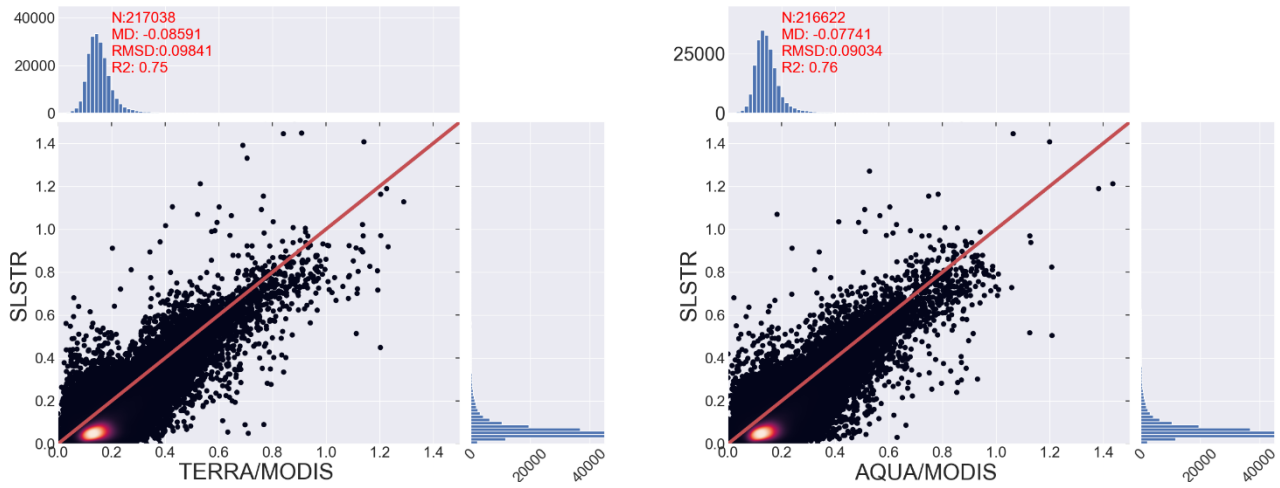 40000
20000
0
N:217038
MD: -0.08591
RMSD:0.09841
R2: 0.75
SLSTR
1.4
1.2
1.0
0.8
0.6
0.4
0.2
0.0
0.0 0.2 0.4 0.6 0.8 1.0 1.2 1.4
TERRA/MODIS
0 20000 40000
25000
0
N:216622
MD: -0.07741
RMSD:0.09034
R2: 0.76
SLSTR
1.4
1.2
1.0
0.8
0.6
0.4
0.2
0.0
0.0 0.2 0.4 0.6 0.8 1.0 1.2 1.4
AQUA/MODIS
0 20000 40000